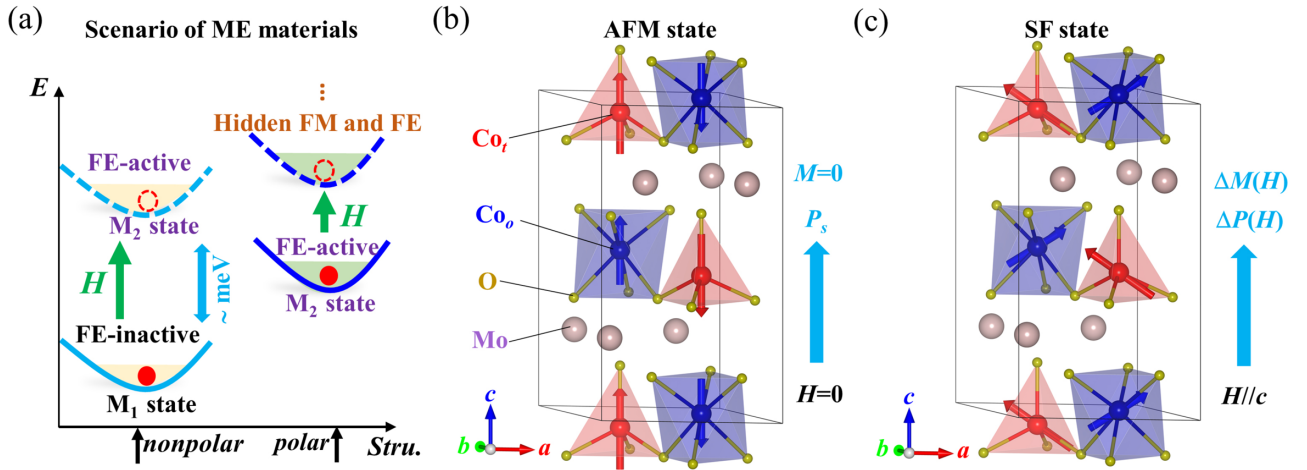 (a)
Scenario of ME materials
E
⋮
Hidden FM and FE
FE-active
M₂ state
H
H
FE-active
M₂ state
~ meV
FE-inactive
M₁ state
nonpolar
polar
Stru.
(b)
AFM state
Coₜ
Coₒ
O
Mo
M=0
Pₛ
H=0
c
b
a
(c)
SF state
ΔM(H)
ΔP(H)
H//c
c
b
a